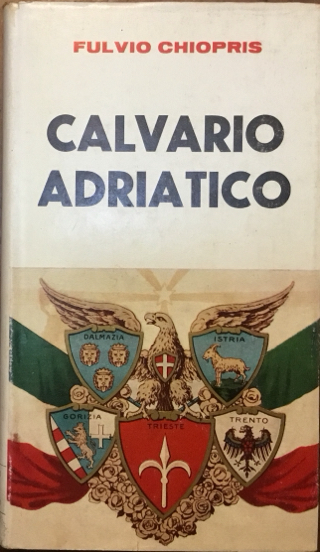 FULVIO CHIOPRIS
CALVARIO
ADRIATICO
DALMAZIA
ISTRIA
GORIZIA
TRIESTE
TRENTO